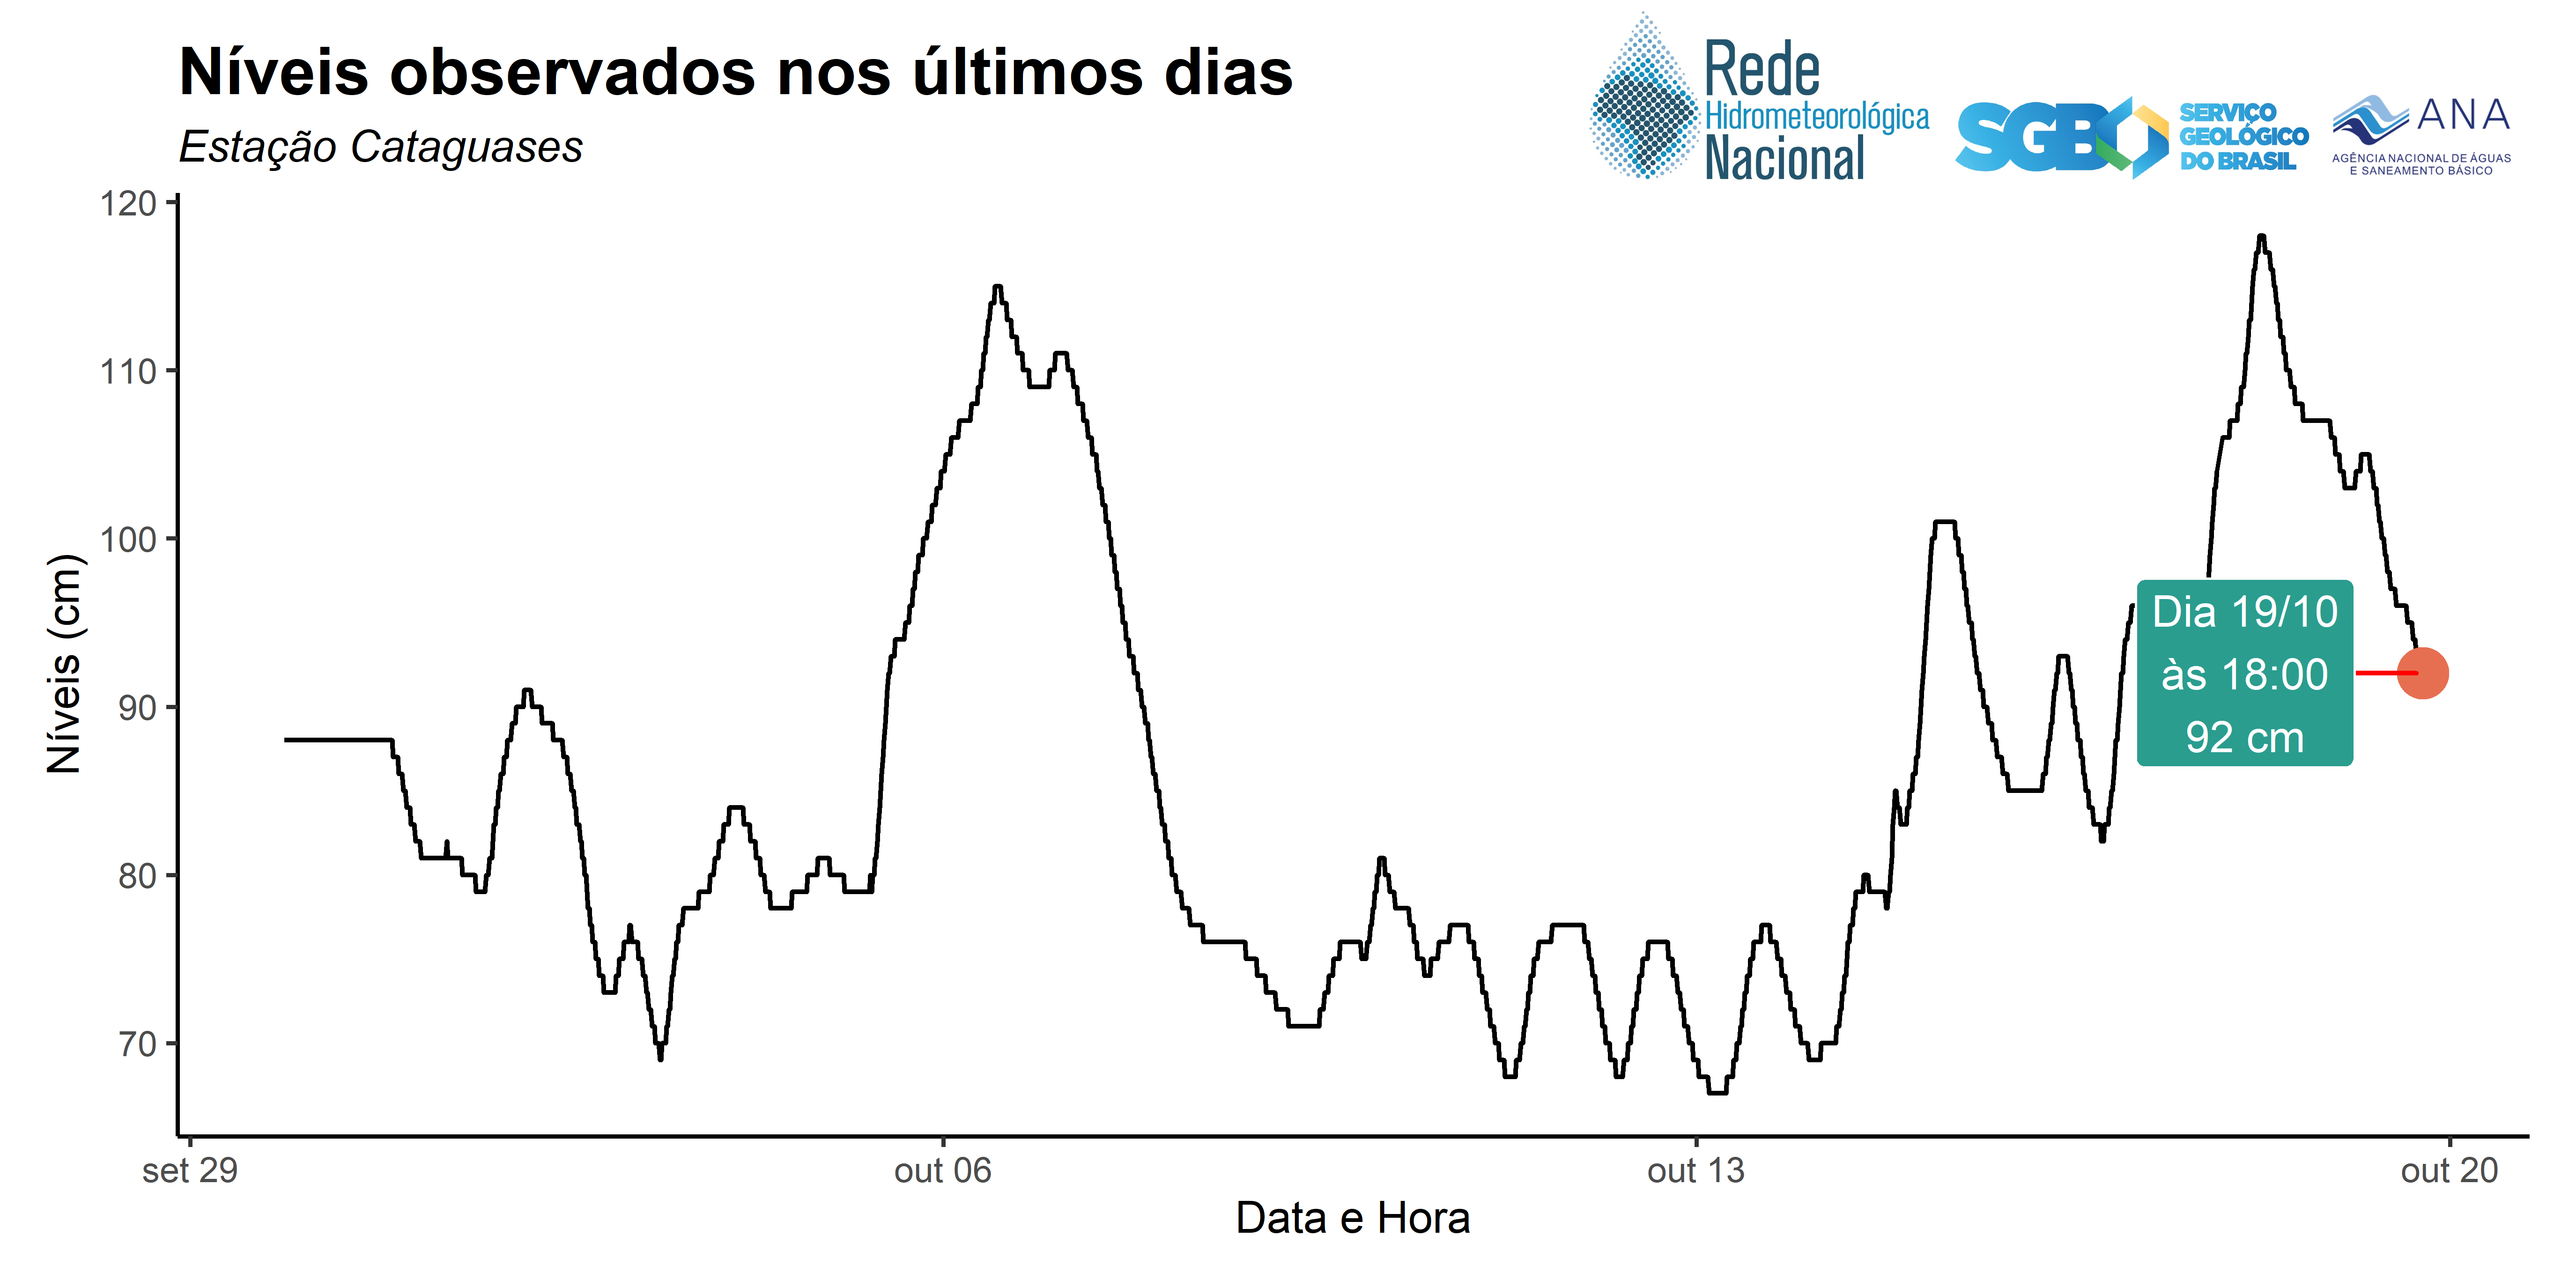 Níveis observados nos últimos dias
Estação Cataguases
Rede
Hidrometeorológica
Nacional
SGB
SERVIÇO
GEOLÓGICO
DO BRASIL
ANA
AGÊNCIA NACIONAL DE ÁGUAS
E SANEAMENTO BÁSICO
120
110
100
90
80
70
Níveis (cm)
Dia 19/10
às 18:00
92 cm
set 29
out 06
out 13
out 20
Data e Hora